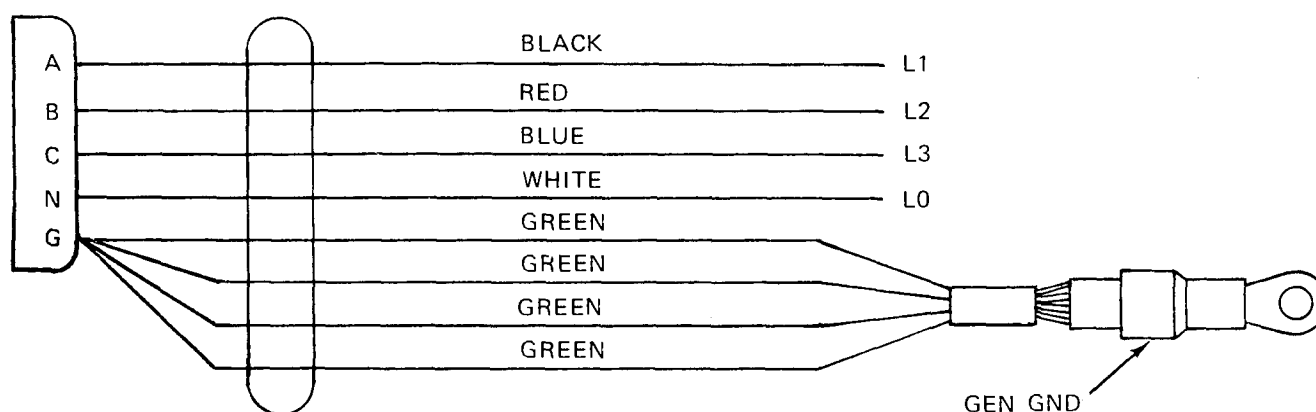 A BLACK L1
B RED L2
C BLUE L3
N WHITE L0
G GREEN
GREEN
GREEN
GREEN
GEN GND